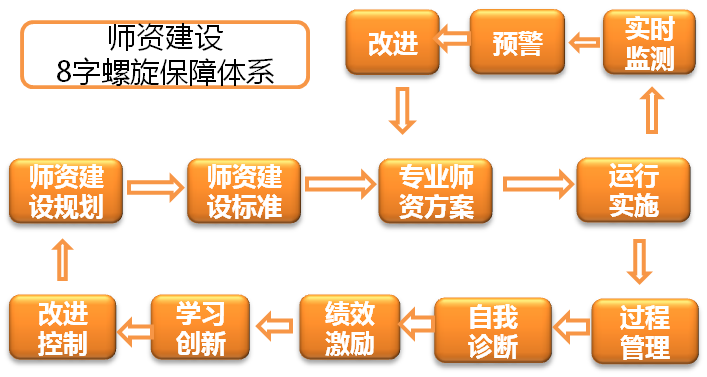 师资建设
8字螺旋保障体系
改进
预警
实时
监测
师资建
设规划
师资建
设标准
专业师
资方案
运行
实施
改进
控制
学习
创新
绩效
激励
自我
诊断
过程
管理